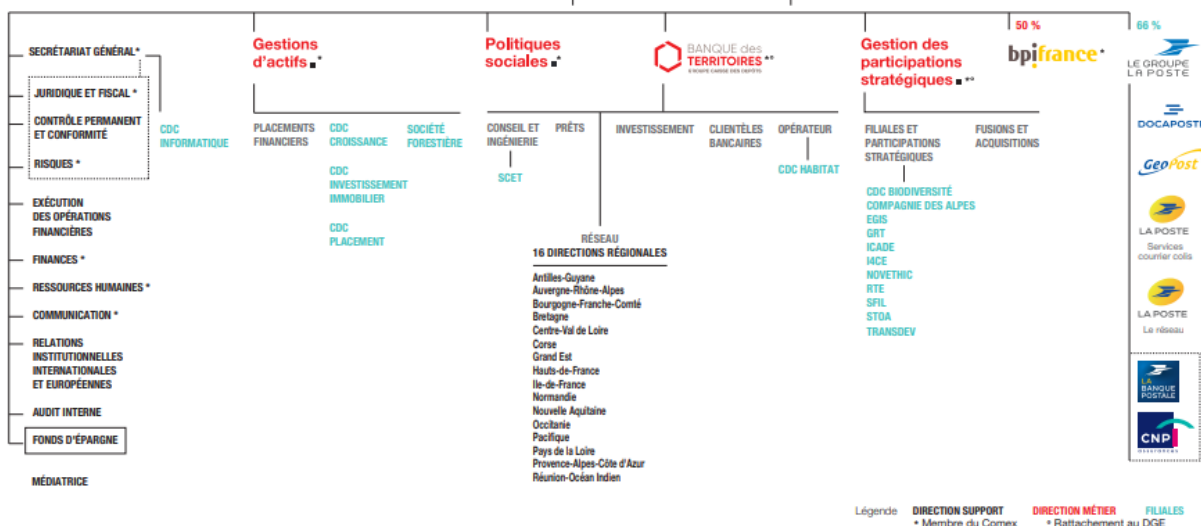 SECRÉTARIAT GÉNÉRAL*
JURIDIQUE ET FISCAL *
CONTRÔLE PERMANENT
ET CONFORMITÉ
RISQUES *
EXÉCUTION
DES OPÉRATIONS
FINANCIÈRES
FINANCES *
RESSOURCES HUMAINES *
COMMUNICATION *
RELATIONS
INSTITUTIONNELLES
INTERNATIONALES
ET EUROPÉENNES
AUDIT INTERNE
FONDS D'ÉPARGNE
MÉDIATRICE
CDC
INFORMATIQUE
Gestions
d'actifs ■*
PLACEMENTS
FINANCIERS
CDC
CROISSANCE
CDC
INVESTISSEMENT
IMMOBILIER
CDC
PLACEMENT
SOCIÉTÉ
FORESTIÈRE
Politiques
sociales ■*
BANQUE des
TERRITOIRES *°
GROUPE CAISSE DES DÉPÔTS
CONSEIL ET
INGÉNIERIE
SCET
PRÊTS
INVESTISSEMENT
CLIENTÈLES
BANCAIRES
OPÉRATEUR
CDC HABITAT
RÉSEAU
16 DIRECTIONS RÉGIONALES
Antilles-Guyane
Auvergne-Rhône-Alpes
Bourgogne-Franche-Comté
Bretagne
Centre-Val de Loire
Corse
Grand Est
Hauts-de-France
Ile-de-France
Normandie
Nouvelle Aquitaine
Occitanie
Pacifique
Pays de la Loire
Provence-Alpes-Côte d'Azur
Réunion-Océan Indien
Gestion des
participations
stratégiques ■*°
FILIALES ET
PARTICIPATIONS
STRATÉGIQUES
CDC BIODIVERSITÉ
COMPAGNIE DES ALPES
EGIS
GRT
ICADE
I4CE
NOVETHIC
RTE
SFIL
STOA
TRANSDEV
FUSIONS ET
ACQUISITIONS
50 %
bpifrance *
66 %
LE GROUPE
LA POSTE
DOCAPOSTE
GeoPost
LA POSTE
Services
courrier colis
LA POSTE
Le réseau
LA
BANQUE
POSTALE
CNP
assurances
Légende DIRECTION SUPPORT DIRECTION MÉTIER FILIALES
* Membre du Comex ° Rattachement au DGE